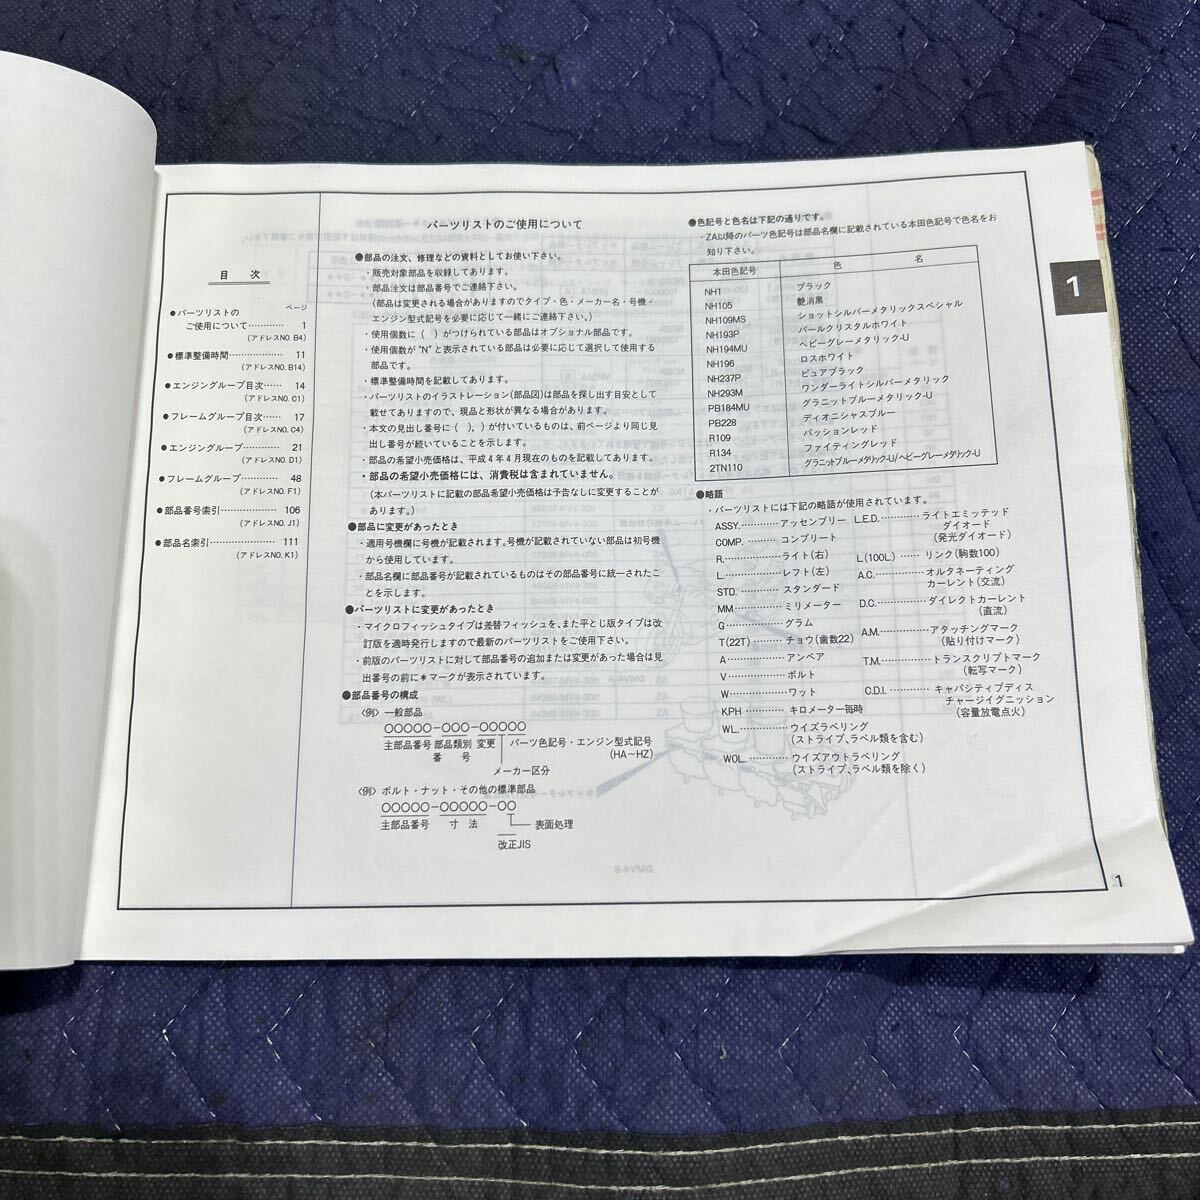 目 次
ページ
●パーツリストの
ご使用について………… 1
(アドレスNO. B4)
●標準整備時間……………… 11
(アドレスNO. B14)
●エンジングループ目次…… 14
(アドレスNO. C1)
●フレームグループ目次…… 17
(アドレスNO. C4)
●エンジングループ………… 21
(アドレスNO. D1)
●フレームグループ ………… 48
(アドレスNO. F1)
●部品番号索引……………… 106
(アドレスNO. J1)
●部品名索引………………… 111
(アドレスNO. K1)
パーツリストのご使用について
●部品の注文、修理などの資料としてお使い下さい。
・販売対象部品を収録してあります。
・部品注文は部品番号でご連絡下さい。
(部品は変更される場合がありますのでタイプ・色・メーカー名・号機・
エンジン型式記号を必要に応じて一緒にご連絡下さい。)
・使用個数に ( ) がつけられている部品はオプショナル部品です。
・使用個数が"N"と表示されている部品は必要に応じて選択して使用する
部品です。
・標準整備時間を記載してあります。
・パーツリストのイラストレーション(部品図)は部品を探し出す目安として
載せてありますので、現品と形状が異なる場合があります。
・本文の見出し番号に ( )、) が付いているものは、前ページより同じ見
出し番号が続いていることを示します。
・部品の希望小売価格は、平成4年4月現在のものを記載してあります。
・部品の希望小売価格には、消費税は含まれていません。
(本パーツリストに記載の部品希望小売価格は予告なしに変更することが
あります。)
●部品に変更があったとき
・適用号機欄に号機が記載されます。号機が記載されていない部品は初号機
から使用しています。
・部品名欄に部品番号が記載されているものはその部品番号に統一されたこ
とを示します。
●パーツリストに変更があったとき
・マイクロフィッシュタイプは差替フィッシュを、また平とじ版タイプは改
訂版を適時発行しますので最新のパーツリストをご使用下さい。
・前版のパーツリストに対して部品番号の追加または変更があった場合は見
出番号の前に＊マークが表示されています。
●部品番号の構成
〈例〉一般部品
○○○○○-○○○-○○○○○
主部品番号 部品類別 変更 パーツ色記号・エンジン型式記号
番 号 (HA～HZ)
メーカー区分
〈例〉ボルト・ナット・その他の標準部品
○○○○○-○○○○○-○○
主部品番号 寸 法 表面処理
改正JIS
●色記号と色名は下記の通りです。
・ZA以降のパーツ色記号は部品名欄に記載されている本田色記号で色名をお
知り下さい。
本田色記号 色 名
NH1 ブラック
NH105 艶消黒
NH109MS ショットシルバーメタリックスペシャル
NH193P パールクリスタルホワイト
NH194MU ヘビーグレーメタリック-U
NH196 ロスホワイト
NH237P ピュアブラック
NH293M ワンダーライトシルバーメタリック
PB184MU グラニットブルーメタリック-U
PB228 ディオニシャスブルー
R109 パッションレッド
R134 ファイティングレッド
2TN110 グラニットブルーメタリック-U/ヘビーグレーメタリック-U
●略語
・パーツリストには下記の略語が使用されています。
ASSY. ………… アッセンブリー
COMP. ……… コンプリート
R. ……………… ライト(右)
L. ……………… レフト(左)
STD. ………… スタンダード
MM …………… ミリメーター
G ……………… グラム
T(22T) ……… チョウ(歯数22)
A ……………… アンペア
V ……………… ボルト
W ……………… ワット
KPH ………… キロメーター毎時
WL. ………… ウイズラベリング
(ストライプ、ラベル類を含む)
WOL. ………… ウイズアウトラベリング
(ストライプ、ラベル類を除く)
L.E.D. ………… ライトエミッテッド
ダイオード
(発光ダイオード)
L(100L) …… リンク(駒数100)
A.C. ………… オルタネーティング
カーレント(交流)
D.C. ………… ダイレクトカーレント
(直流)
A.M. ………… アタッチングマーク
(貼り付けマーク)
T.M. ………… トランスクリプトマーク
(転写マーク)
C.D.I. ………… キャパシティブディス
チャージイグニッション
(容量放電点火)
1
1